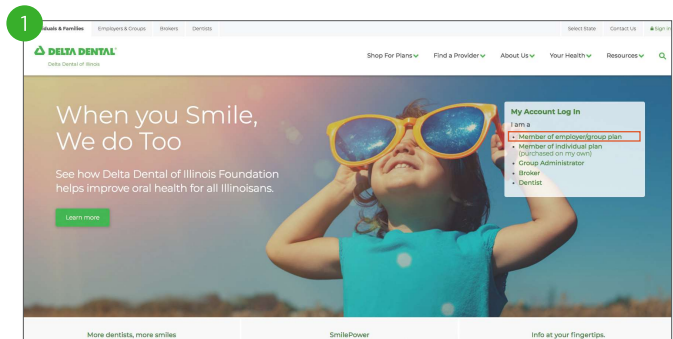 1
Individuals & Families Employers & Groups Brokers Dentists Select State Contact Us Sign in
DELTA DENTAL®
Delta Dental of Illinois
Shop For Plans Find a Provider About Us Your Health Resources
When you Smile,
We do Too
See how Delta Dental of Illinois Foundation
helps improve oral health for all Illinoisans.
Learn more
My Account Log In
I am a
• Member of employer/group plan
• Member of individual plan
(purchased on my own)
• Group Administrator
• Broker
• Dentist
More dentists, more smiles SmilePower Info at your fingertips.